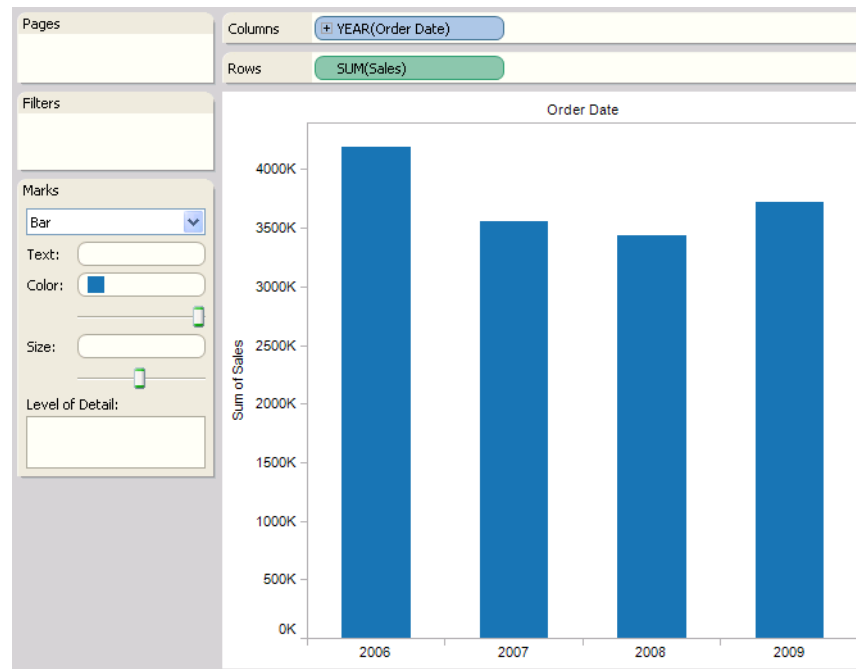 Pages
Columns
YEAR(Order Date)
Rows
SUM(Sales)
Filters
Marks
Bar
Text:
Color:
Size:
Level of Detail:
Order Date
Sum of Sales
4000K
3500K
3000K
2500K
2000K
1500K
1000K
500K
0K
2006 2007 2008 2009